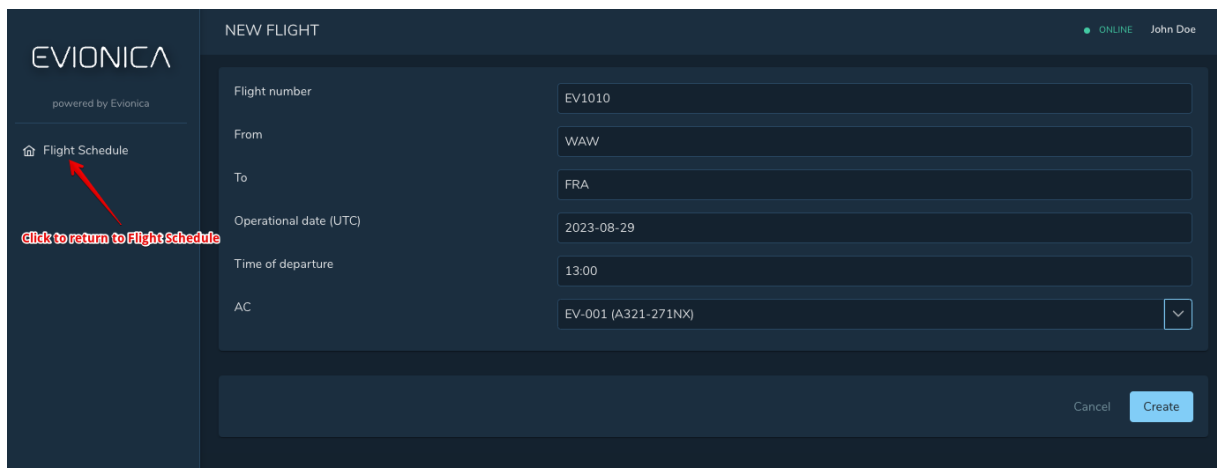 EVIONICA
powered by Evionica
Flight Schedule
Click to return to Flight Schedule
NEW FLIGHT
ONLINE John Doe
Flight number EV1010
From WAW
To FRA
Operational date (UTC) 2023-08-29
Time of departure 13:00
AC EV-001 (A321-271NX)
Cancel Create